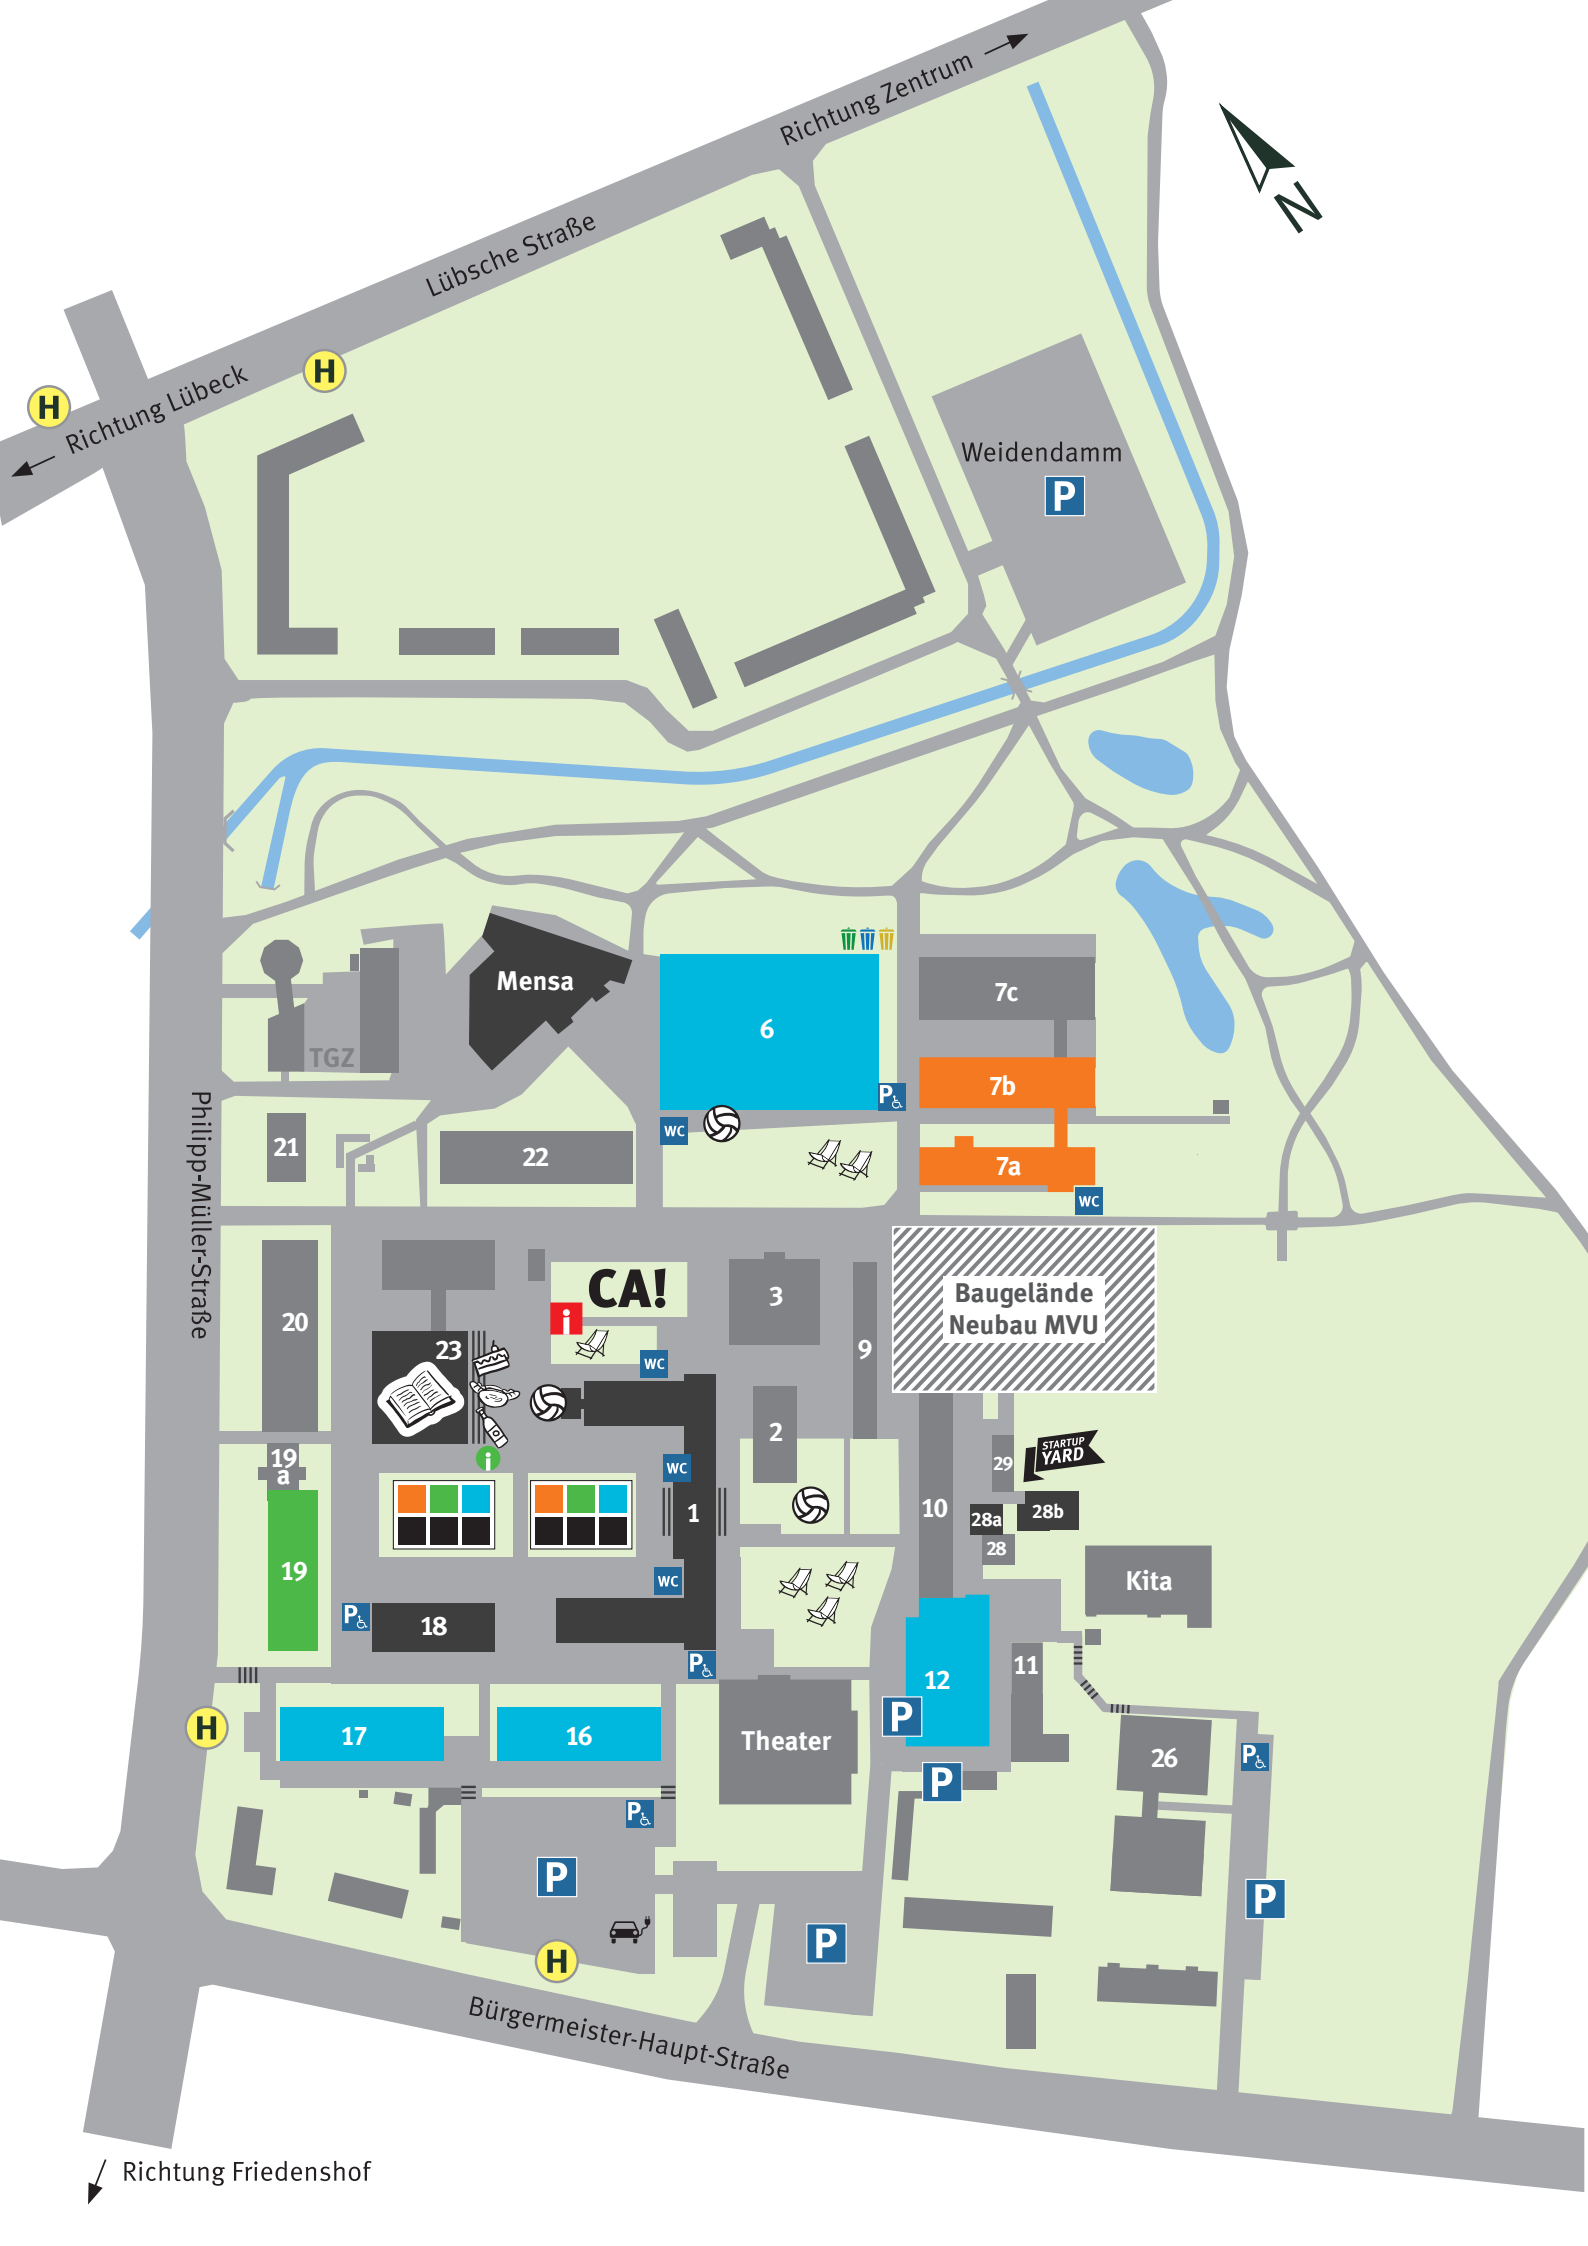 Richtung Zentrum
N
Lübsche Straße
H
H
Richtung Lübeck
Weidendamm
P
Mensa
6
7c
TGZ
7b
P
WC
21
22
7a
WC
Philipp-Müller-Straße
CA!
i
3
Baugelände
Neubau MVU
20
23
9
WC
2
19
a
i
WC
29
STARTUP
YARD
1
10
28a
28b
28
19
WC
Kita
P
18
P
11
12
P
H
17
16
Theater
26
P
P
P
P
P
P
H
Bürgermeister-Haupt-Straße
Richtung Friedenshof